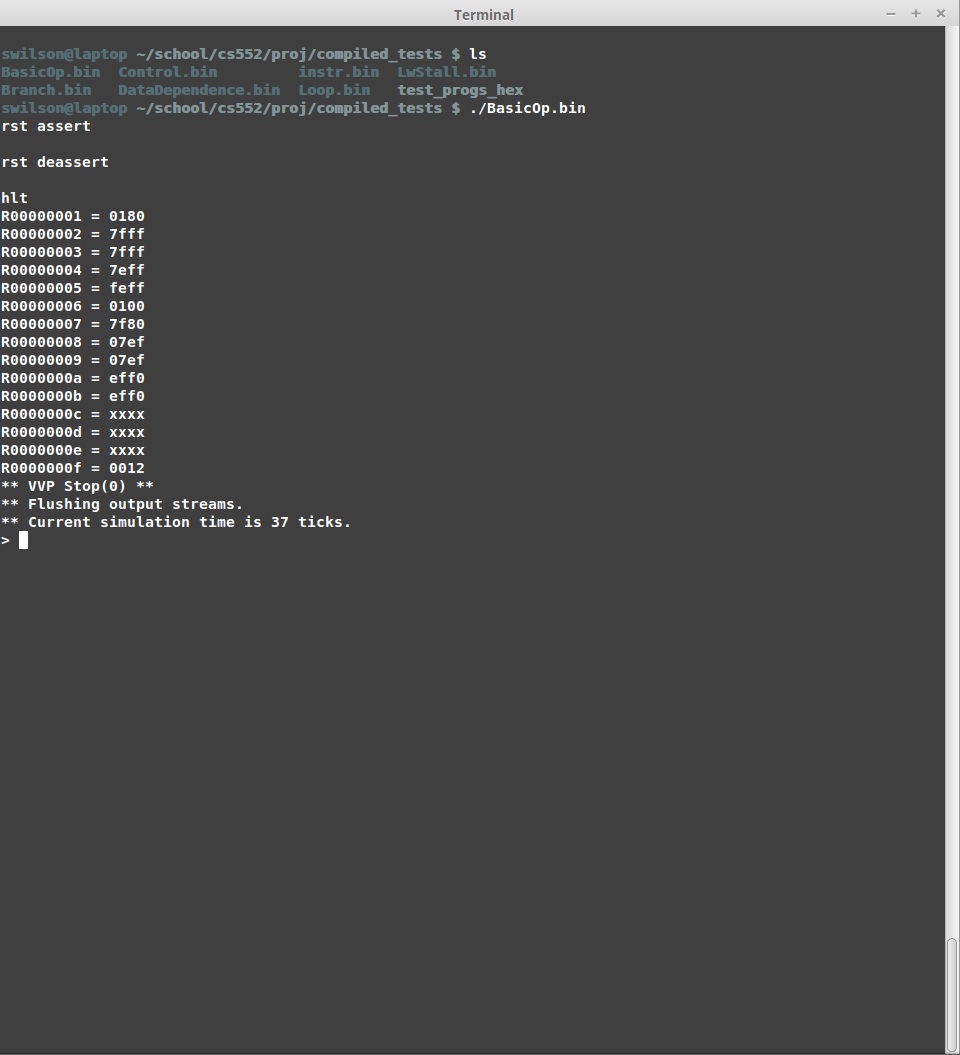 Terminal
swilson@laptop ~/school/cs552/proj/compiled_tests $ ls
BasicOp.bin  Control.bin         instr.bin  LwStall.bin
Branch.bin   DataDependence.bin  Loop.bin   test_progs_hex
swilson@laptop ~/school/cs552/proj/compiled_tests $ ./BasicOp.bin
rst assert
rst deassert
hlt
R00000001 = 0180
R00000002 = 7fff
R00000003 = 7fff
R00000004 = 7eff
R00000005 = feff
R00000006 = 0100
R00000007 = 7f80
R00000008 = 07ef
R00000009 = 07ef
R0000000a = eff0
R0000000b = eff0
R0000000c = xxxx
R0000000d = xxxx
R0000000e = xxxx
R0000000f = 0012
** VVP Stop(0) **
** Flushing output streams.
** Current simulation time is 37 ticks.
>